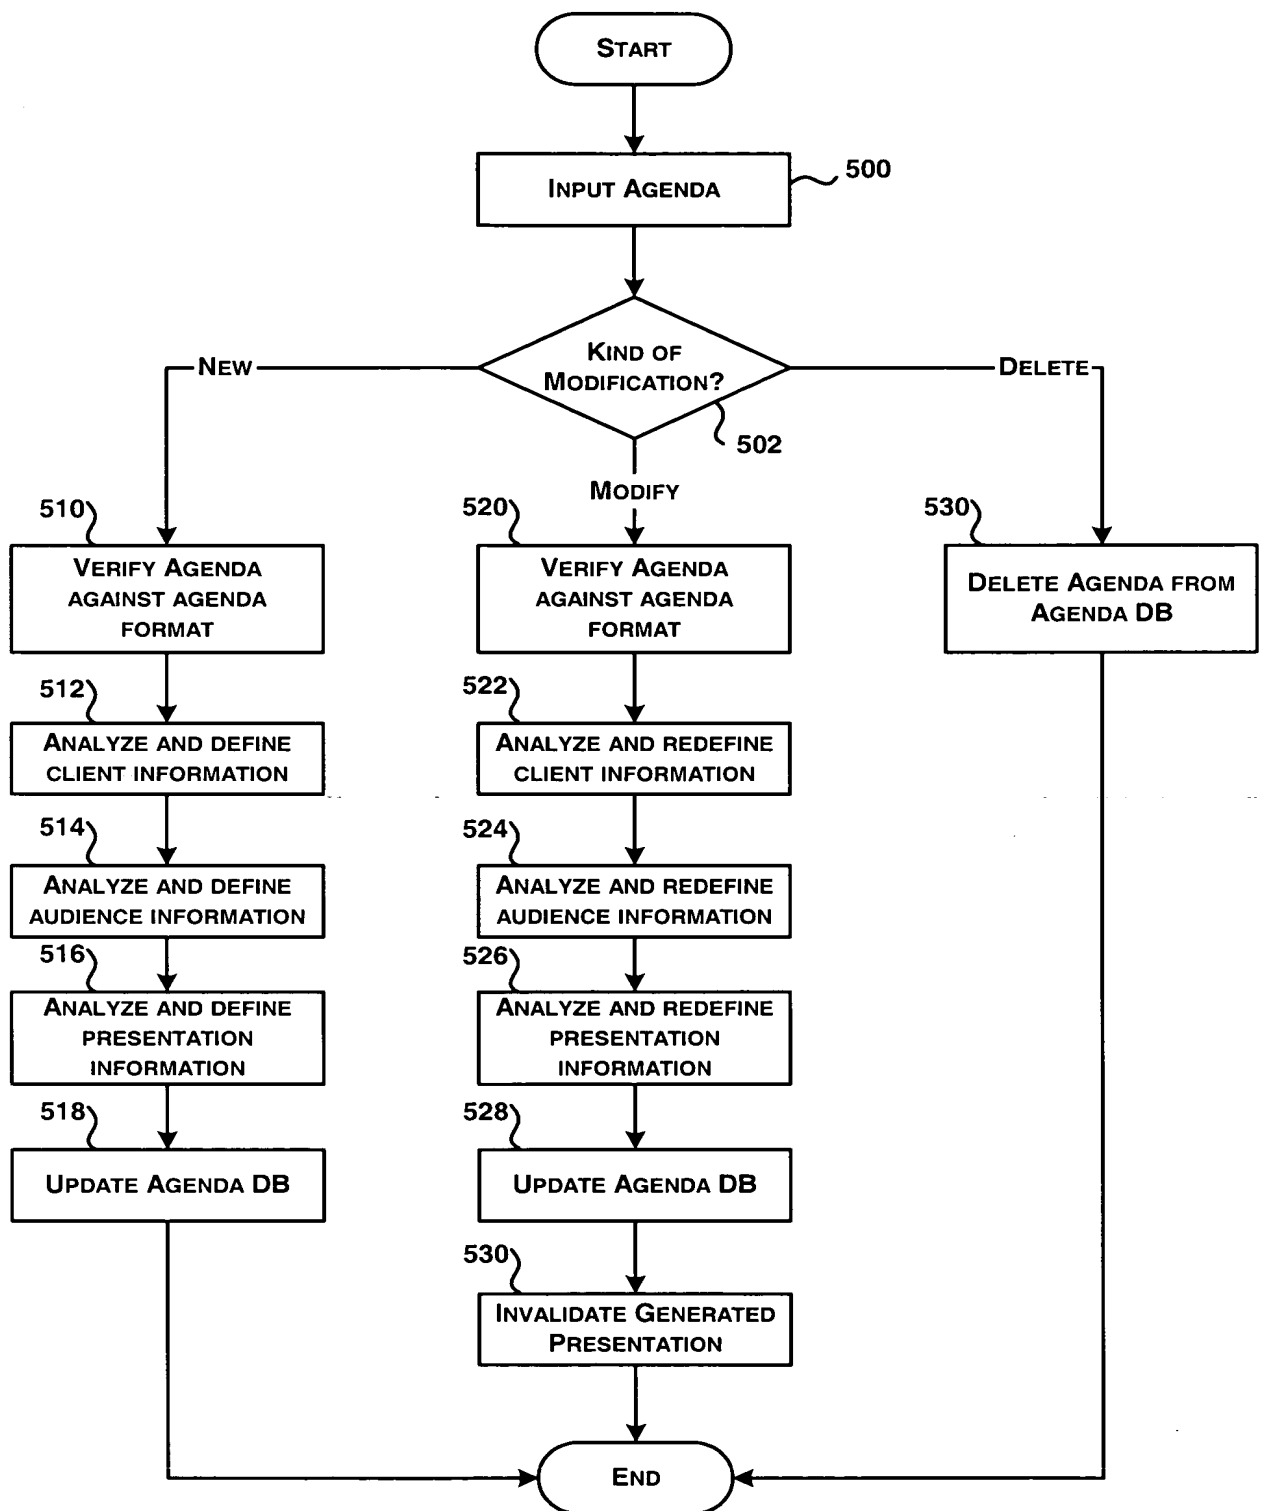 START
INPUT AGENDA
500
KIND OF
MODIFICATION?
502
NEW
MODIFY
DELETE
510
VERIFY AGENDA
AGAINST AGENDA
FORMAT
512
ANALYZE AND DEFINE
CLIENT INFORMATION
514
ANALYZE AND DEFINE
AUDIENCE INFORMATION
516
ANALYZE AND DEFINE
PRESENTATION
INFORMATION
518
UPDATE AGENDA DB
520
VERIFY AGENDA
AGAINST AGENDA
FORMAT
522
ANALYZE AND REDEFINE
CLIENT INFORMATION
524
ANALYZE AND REDEFINE
AUDIENCE INFORMATION
526
ANALYZE AND REDEFINE
PRESENTATION
INFORMATION
528
UPDATE AGENDA DB
530
INVALIDATE GENERATED
PRESENTATION
530
DELETE AGENDA FROM
AGENDA DB
END